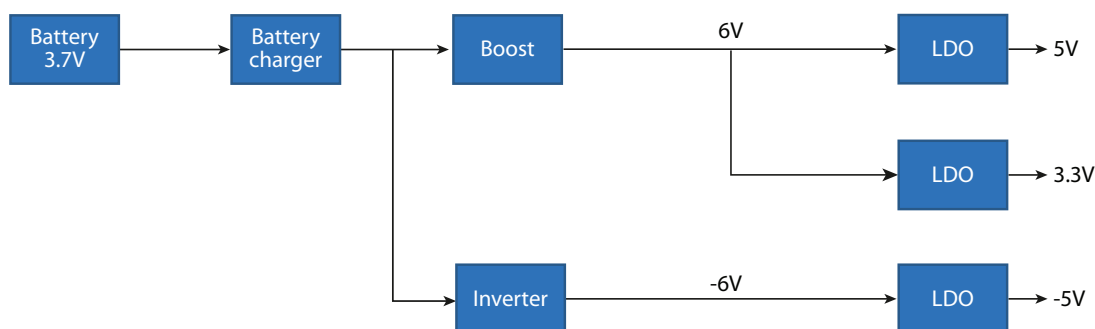 Battery
3.7V
Battery
charger
Boost
6V
LDO
5V
LDO
3.3V
Inverter
-6V
LDO
-5V